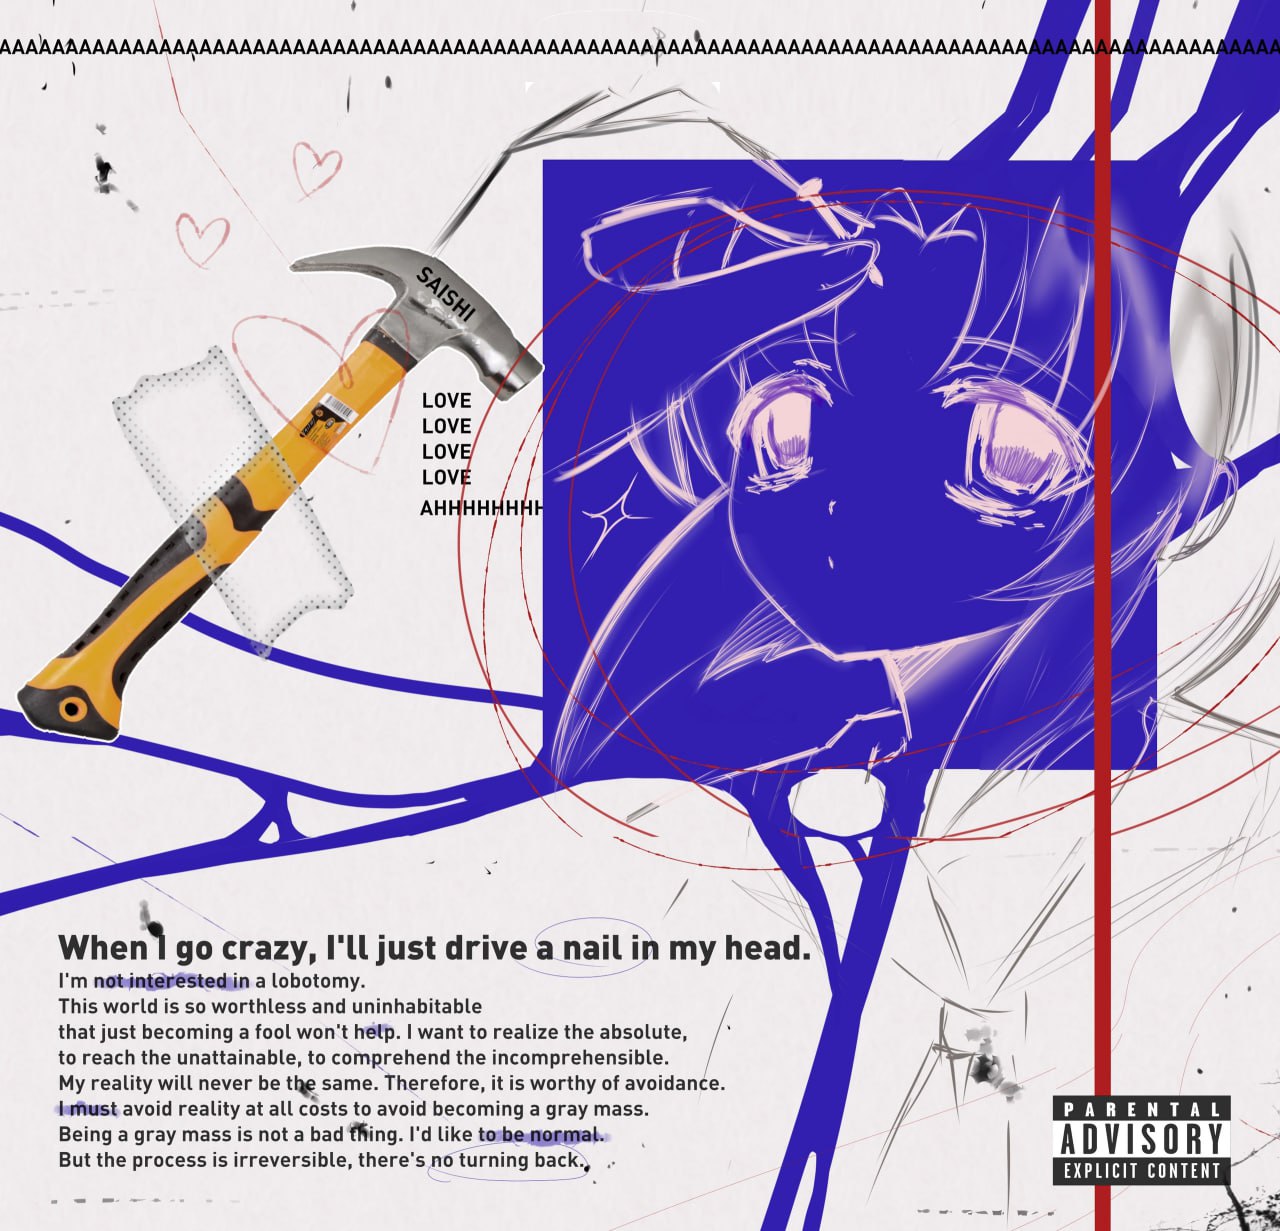 AAAAAAAAAAAAAAAAAAAAAAAAAAAAAAAAAAAAAAAAAAAAAAAAAAAAAAAAAAAAAAAAAAAAAAAAAAAAAAAAAAAAAAAAAAAAAAAA
SAISHI
LOVE
LOVE
LOVE
LOVE
AHHHHHHHH
When I go crazy, I'll just drive a nail in my head.
I'm not interested in a lobotomy.
This world is so worthless and uninhabitable
that just becoming a fool won't help. I want to realize the absolute,
to reach the unattainable, to comprehend the incomprehensible.
My reality will never be the same. Therefore, it is worthy of avoidance.
I must avoid reality at all costs to avoid becoming a gray mass.
Being a gray mass is not a bad thing. I'd like to be normal.
But the process is irreversible, there's no turning back.
PARENTAL
ADVISORY
EXPLICIT CONTENT